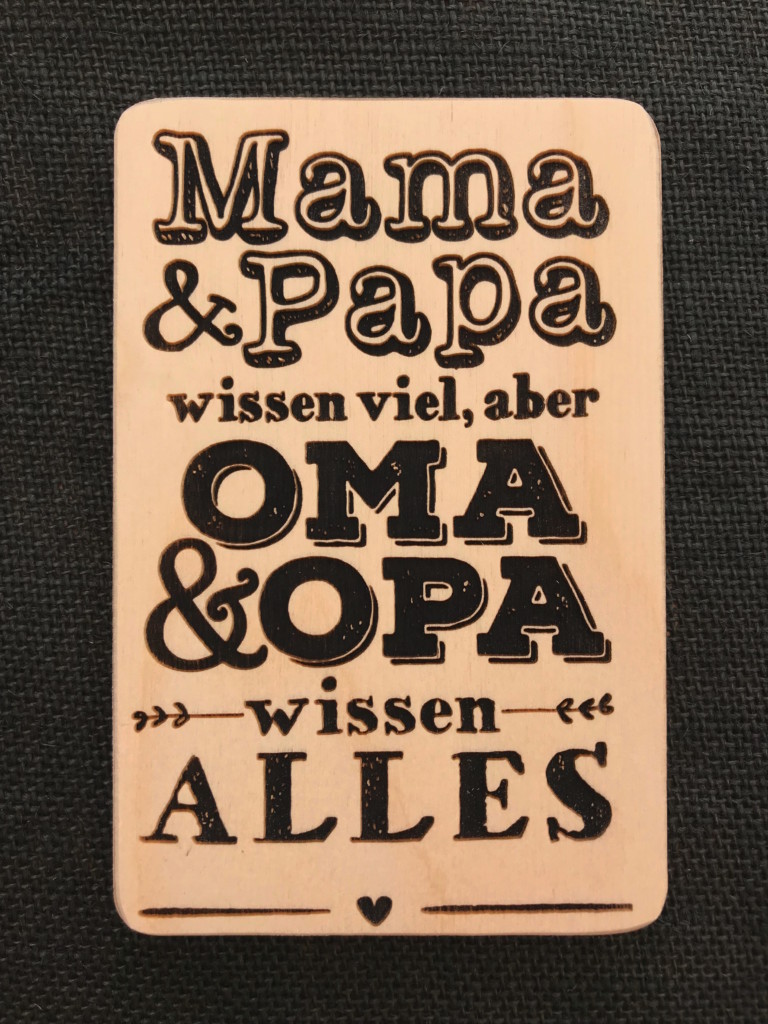 Mama
& Papa
wissen viel, aber
OMA
& OPA
wissen
ALLES